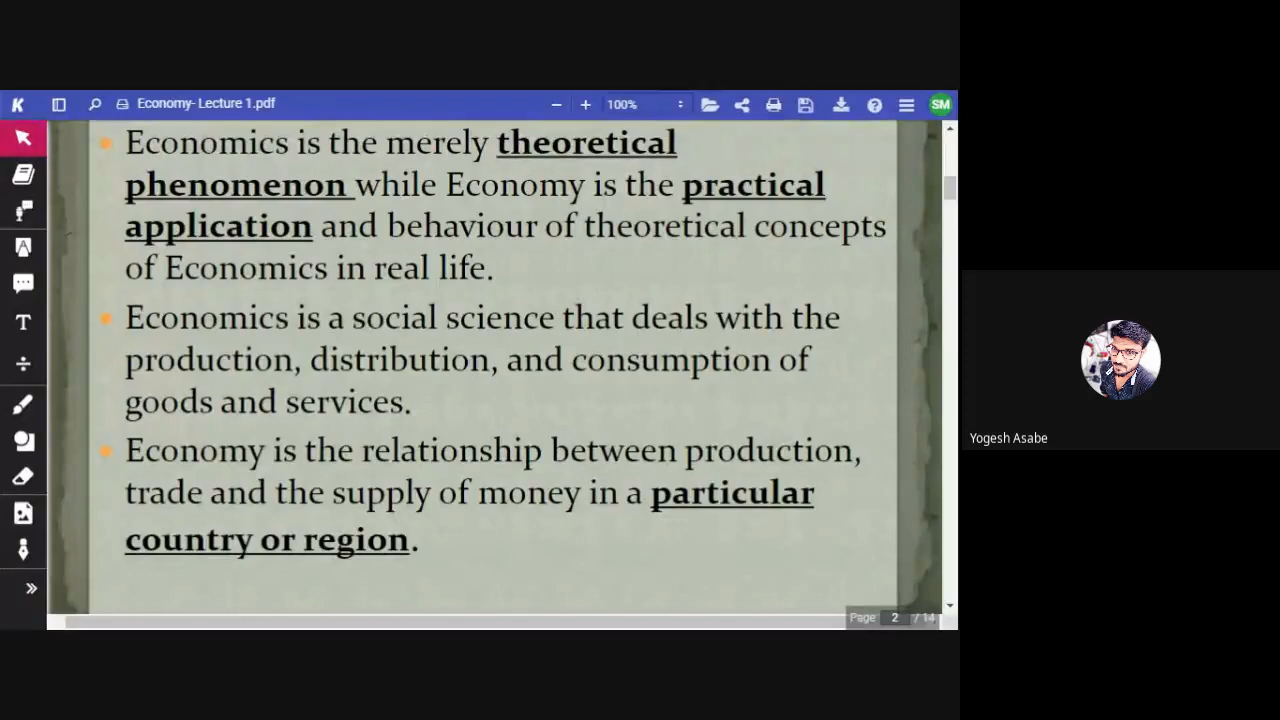 K Economy- Lecture 1.pdf 100% SM
Economics is the merely theoretical
phenomenon while Economy is the practical
application and behaviour of theoretical concepts
of Economics in real life.
Economics is a social science that deals with the
production, distribution, and consumption of
goods and services.
Economy is the relationship between production,
trade and the supply of money in a particular
country or region.
Page 2 / 14
Yogesh Asabe